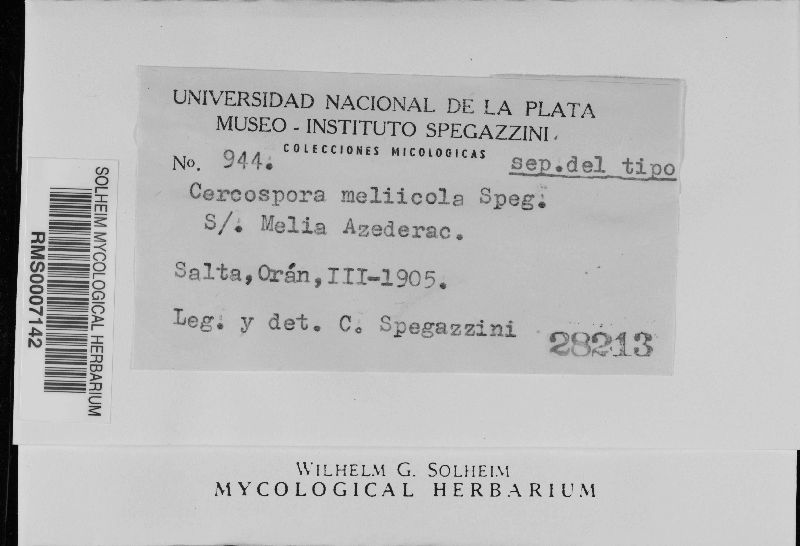 UNIVERSIDAD NACIONAL DE LA PLATA
MUSEO - INSTITUTO SPEGAZZINI
COLECCIONES MICOLOGICAS
No. 944. sep.del tipo
Cercospora meliicola Speg.
S/. Melia Azederac.
Salta, Orán, III-1905.
Leg. y det. C. Spegazzini 28213
SOLHEIM MYCOLOGICAL HERBARIUM
RMS0007142
WILHELM G. SOLHEIM
MYCOLOGICAL HERBARIUM